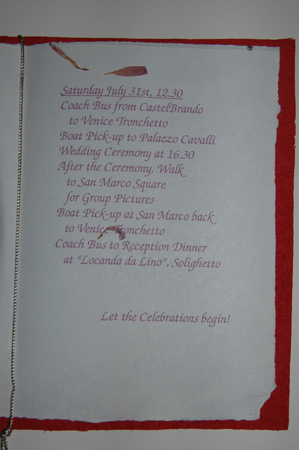 Saturday July 31st, 12.30
Coach Bus from CastelBrando
to Venice Tronchetto
Boat Pick-up to Palazzo Cavalli
Wedding Ceremony at 16.30
After the Ceremony, Walk
to San Marco Square
for Group Pictures
Boat Pick-up at San Marco back
to Venice Tronchetto
Coach Bus to Reception Dinner
at "Locanda da Lino", Solighetto
Let the Celebrations begin!